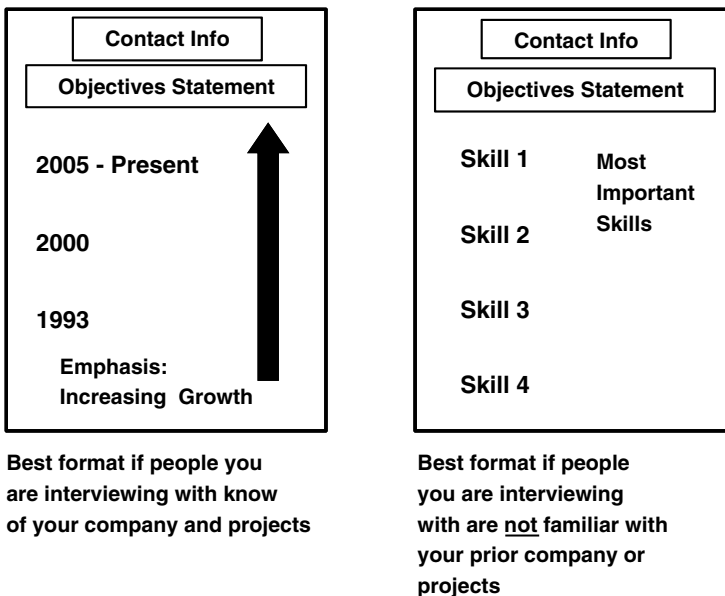 Contact Info
Objectives Statement
2005 - Present
2000
1993
Emphasis:
Increasing Growth
Best format if people you
are interviewing with know
of your company and projects
Contact Info
Objectives Statement
Skill 1
Most
Important
Skills
Skill 2
Skill 3
Skill 4
Best format if people
you are interviewing
with are not familiar with
your prior company or
projects